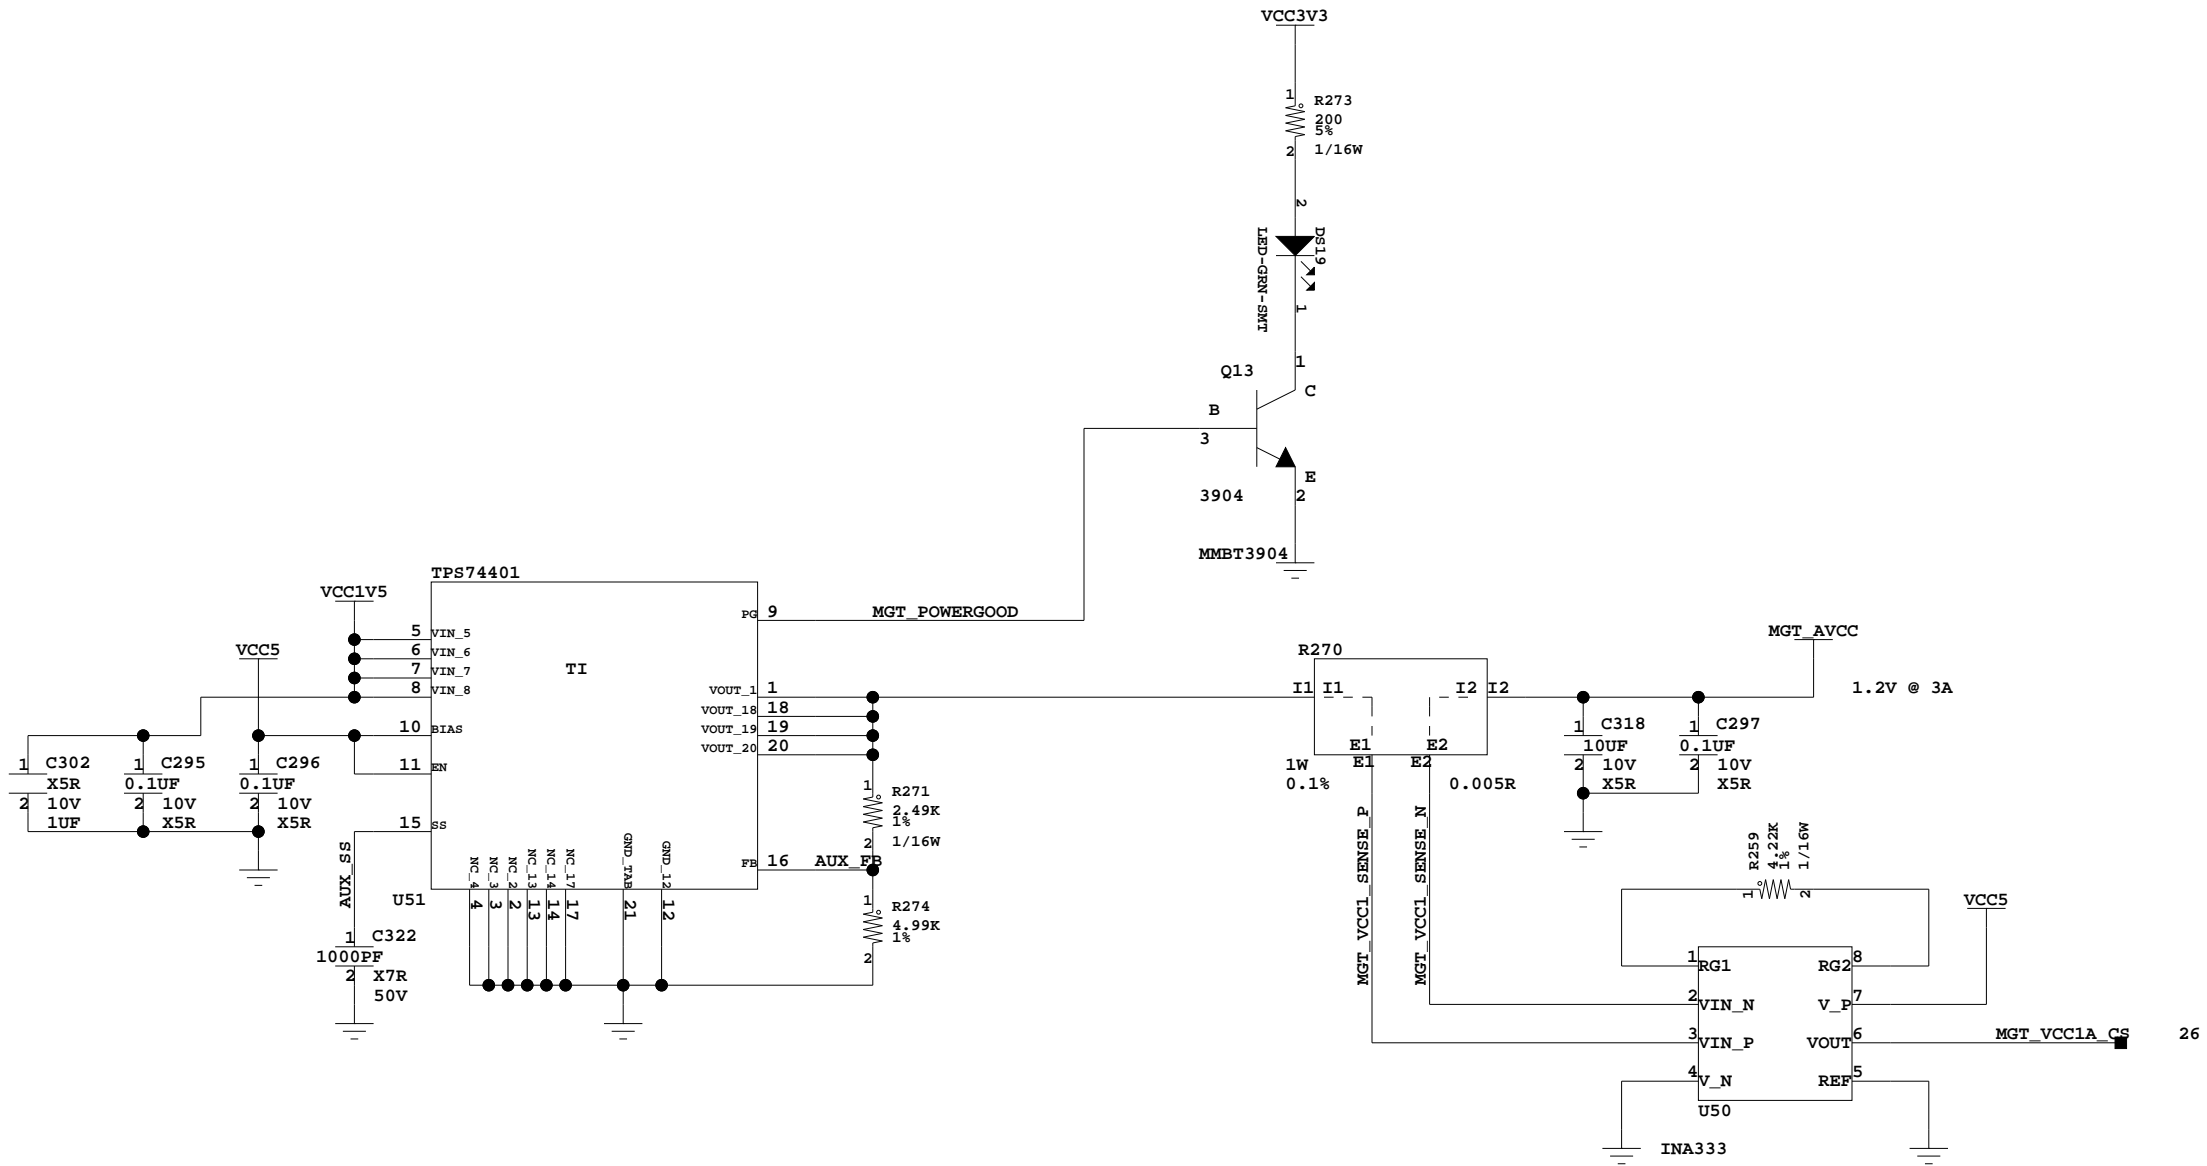 VCC3V3
1
R273
200
5%
1/16W
2
2
DS19
LED-GRN-SMT
1
1
Q13
C
B
3
E
3904
2
MMBT3904
TPS74401
VCC1V5
PG
9
MGT_POWERGOOD
5
VIN_5
6
VIN_6
7
VIN_7
8
VIN_8
VCC5
TI
VOUT_1
1
VOUT_18
18
VOUT_19
19
VOUT_20
20
10
BIAS
11
EN
15
SS
1
C302
X5R
2
10V
1UF
1
C295
0.1UF
2
10V
X5R
1
C296
0.1UF
2
10V
X5R
AUX_SS
1
C322
1000PF
2
X7R
50V
U51
NC_4
4
NC_3
3
NC_2
2
NC_13
13
NC_14
14
NC_17
17
GND_TAB
21
GND_12
12
FB
16
AUX_FB
1
R271
2.49K
1%
2
1/16W
1
R274
4.99K
1%
2
R270
I1
I1
I2
I2
E1
E2
E1
E2
1W
0.1%
0.005R
MGT_VCC1_SENSE_P
MGT_VCC1_SENSE_N
MGT_AVCC
1.2V @ 3A
1
C318
10UF
2
10V
X5R
1
C297
0.1UF
2
10V
X5R
R259
4.22K
1%
1/16W
1
2
VCC5
1
RG1
RG2
8
2
VIN_N
V_P
7
3
VIN_P
VOUT
6
MGT_VCC1A_CS
26
4
V_N
REF
5
U50
INA333